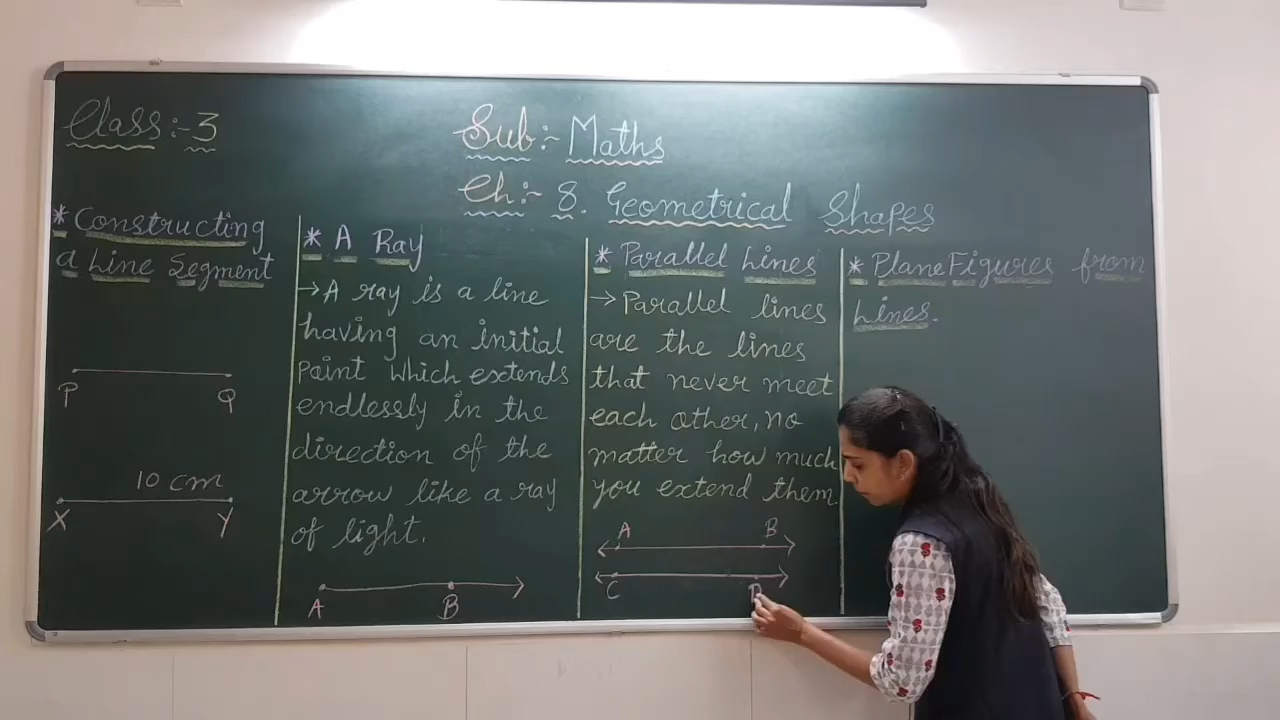 Class :- 3
Sub :- Maths
Ch :- 8. Geometrical Shapes
* Constructing
a Line Segment
P Q
10 cm
X Y
* A Ray
→ A ray is a line
having an initial
point which extends
endlessly in the
direction of the
arrow like a ray
of light.
A B
* Parallel Lines
→ Parallel lines
are the lines
that never meet
each other, no
matter how much
you extend them.
A B
C D
* Plane Figures from
Lines.